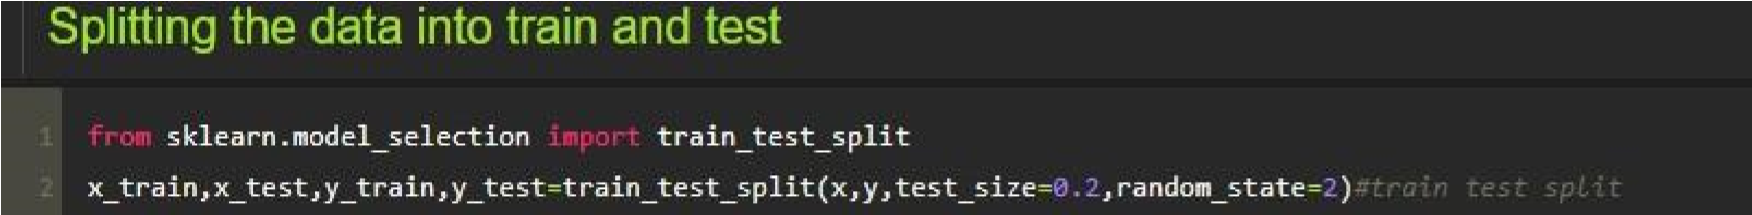 Splitting the data into train and test
1 from sklearn.model_selection import train_test_split
2 x_train,x_test,y_train,y_test=train_test_split(x,y,test_size=0.2,random_state=2)#train test split